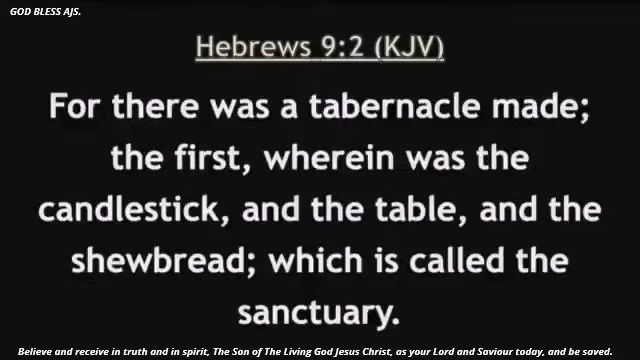 GOD BLESS AJS.
Hebrews 9:2 (KJV)
For there was a tabernacle made;
the first, wherein was the
candlestick, and the table, and the
shewbread; which is called the
sanctuary.
Believe and receive in truth and in spirit, The Son of The Living God Jesus Christ, as your Lord and Saviour today, and be saved.